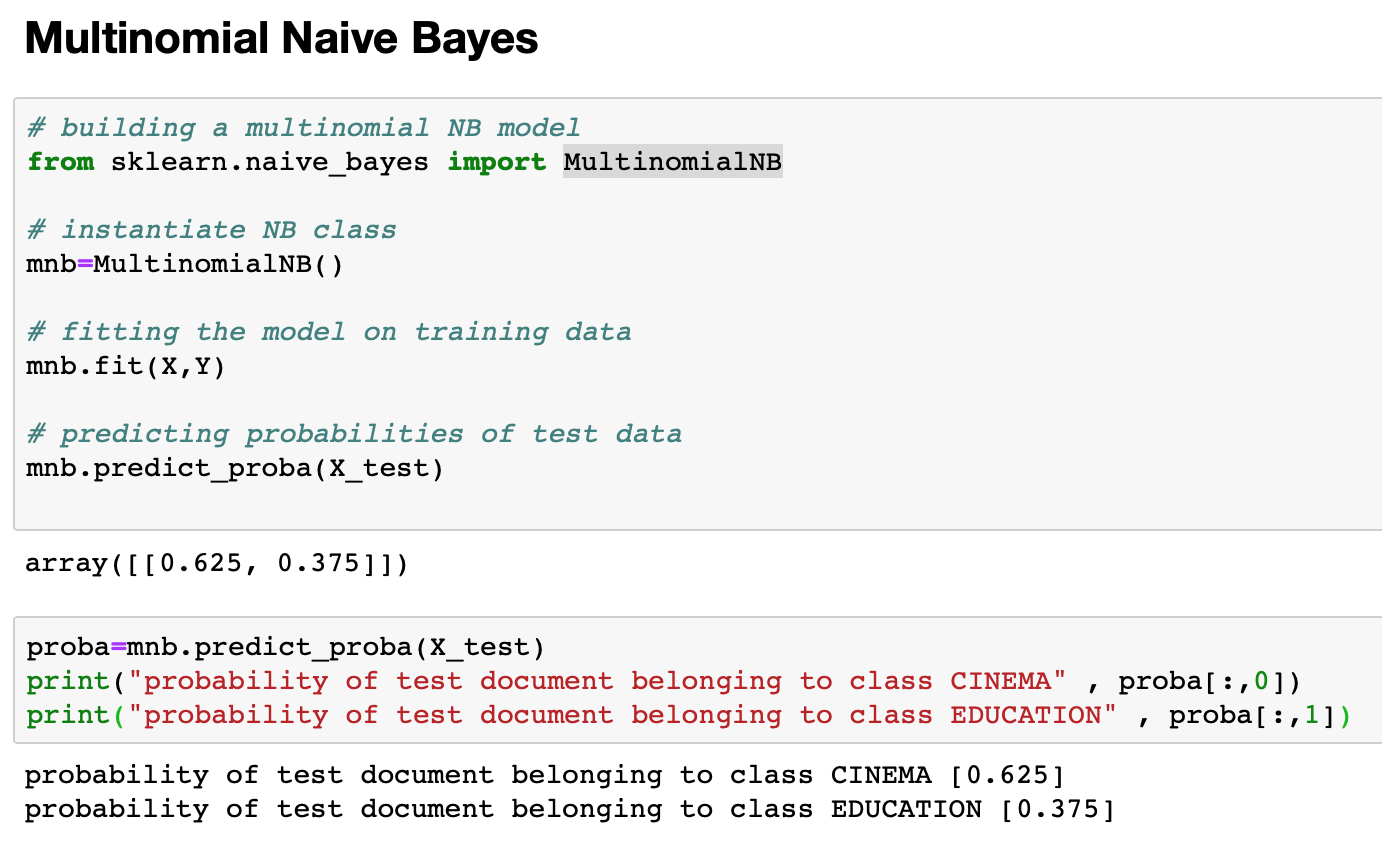 Multinomial Naive Bayes
# building a multinomial NB model
from sklearn.naive_bayes import MultinomialNB
# instantiate NB class
mnb=MultinomialNB()
# fitting the model on training data
mnb.fit(X,Y)
# predicting probabilities of test data
mnb.predict_proba(X_test)
array([[0.625, 0.375]])
proba=mnb.predict_proba(X_test)
print("probability of test document belonging to class CINEMA" , proba[:,0])
print("probability of test document belonging to class EDUCATION" , proba[:,1])
probability of test document belonging to class CINEMA [0.625]
probability of test document belonging to class EDUCATION [0.375]